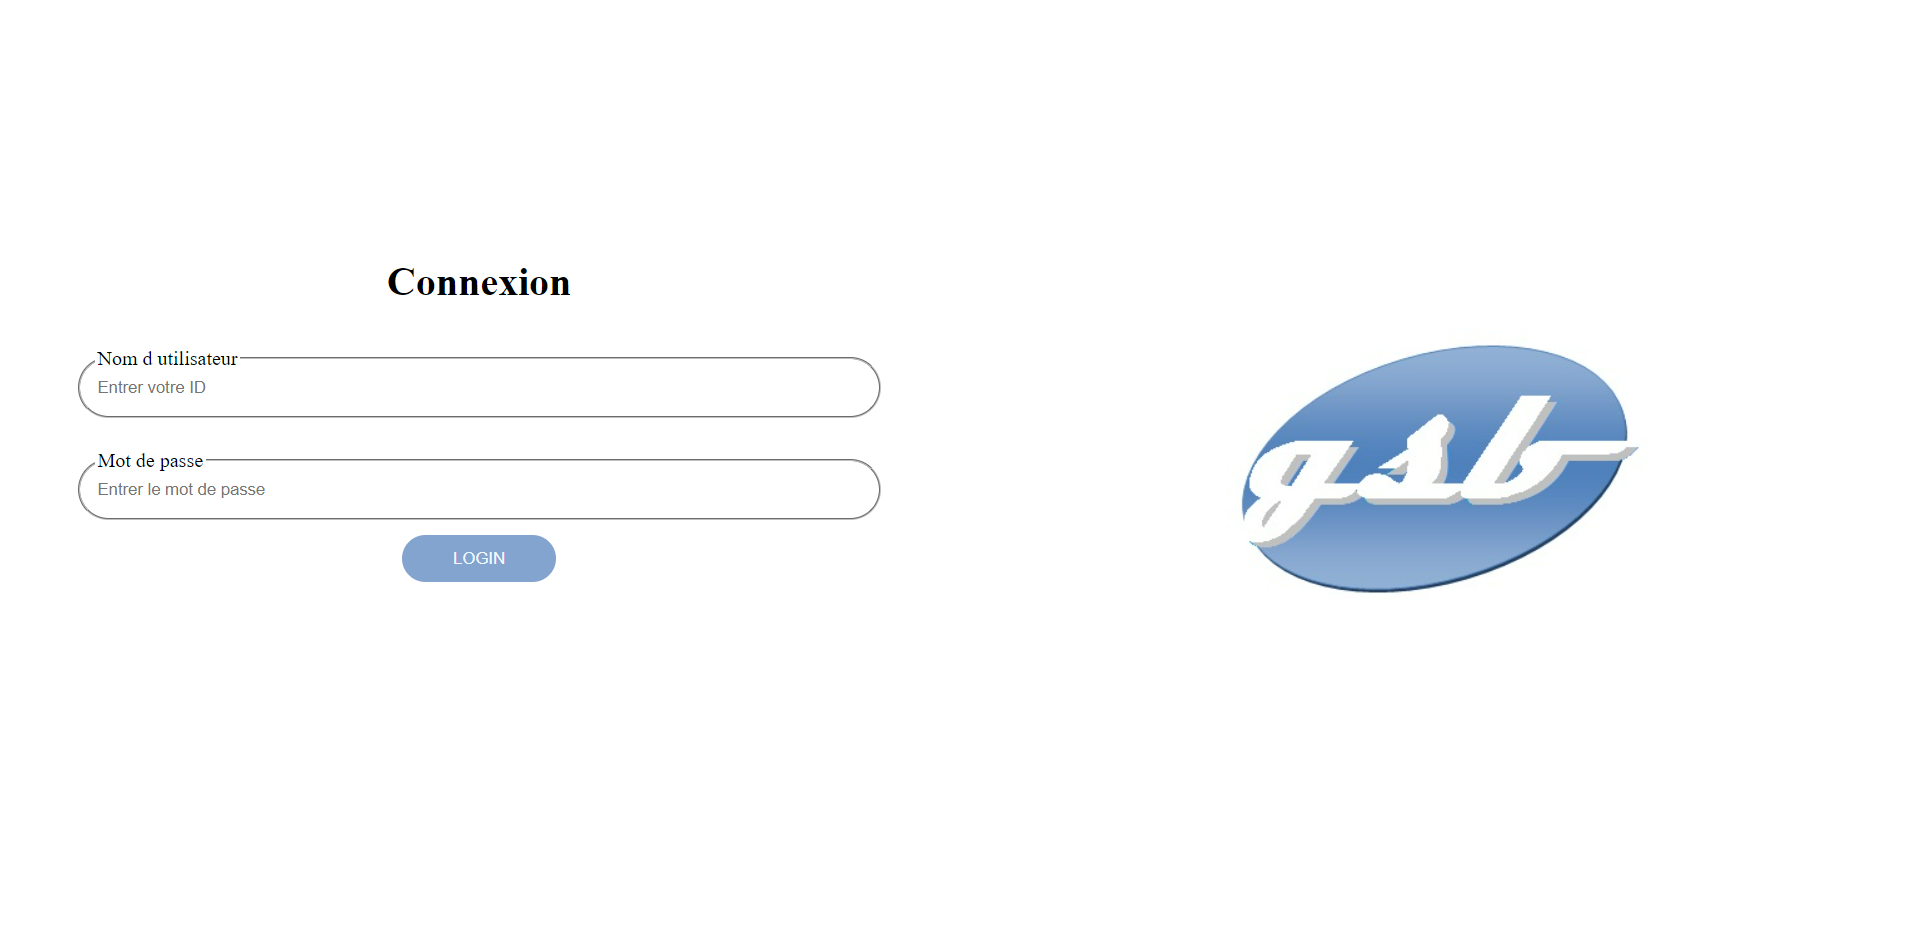 Connexion
Nom d utilisateur
Entrer votre ID
Mot de passe
Entrer le mot de passe
LOGIN
gsb